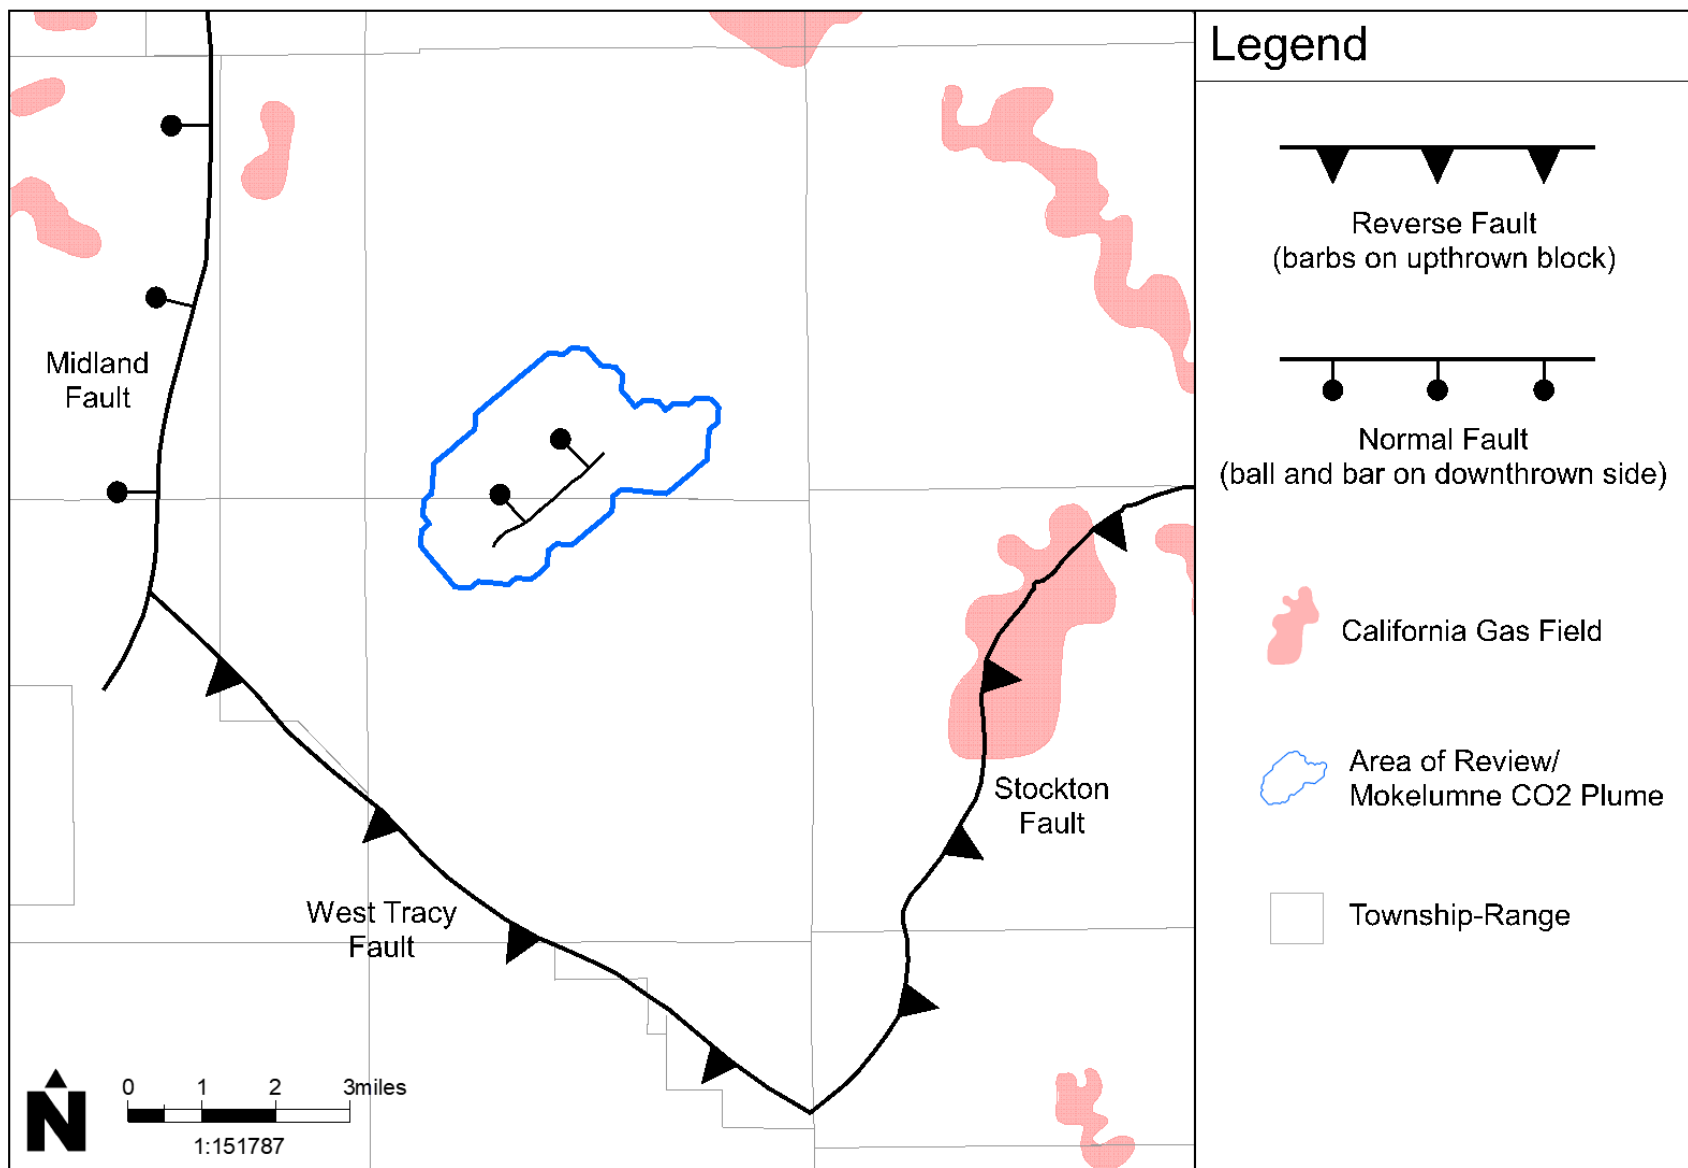 Legend
Reverse Fault
(barbs on upthrown block)
Normal Fault
(ball and bar on downthrown side)
California Gas Field
Area of Review/
Mokelumne CO2 Plume
Township-Range
Midland
Fault
Stockton
Fault
West Tracy
Fault
N
0 1 2 3miles
1:151787